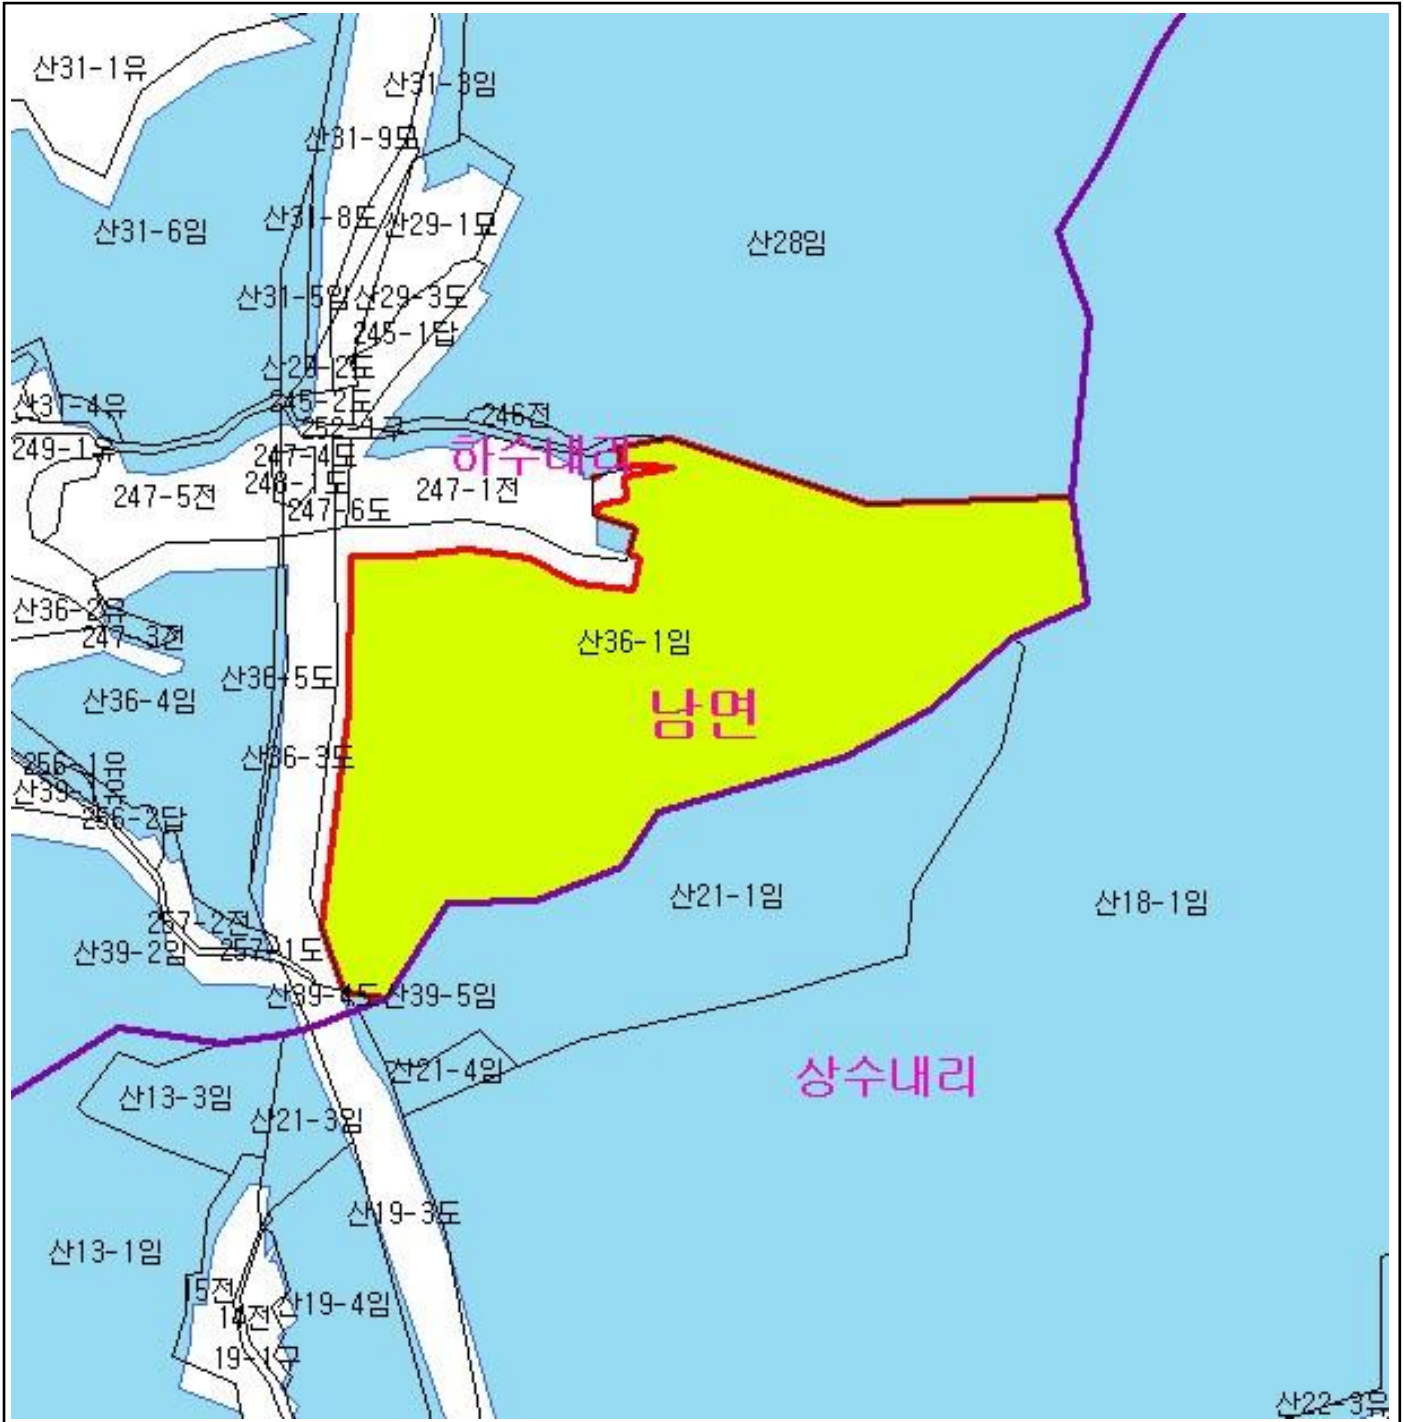 산31-1유
산31-3임
산31-9도
산31-8도
산29-1묘
산31-6임
산28임
산31-5임
산29-3도
245-1답
산29-2도
245-2도
산31-4유
246전
252-1구
249-1유
247-4도
하수내리
248-1도
247-5전
247-1전
247-6도
산36-2유
247-3전
산36-1임
산36-5도
산36-4임
남면
산36-3도
256-1유
산39-1유
256-2답
산21-1임
산18-1임
257-2전
257-1도
산39-2임
산39-4도
산39-5임
산21-4임
상수내리
산13-3임
산21-3임
산19-3도
산13-1임
15전
산19-4임
14전
19-1구
산22-3유